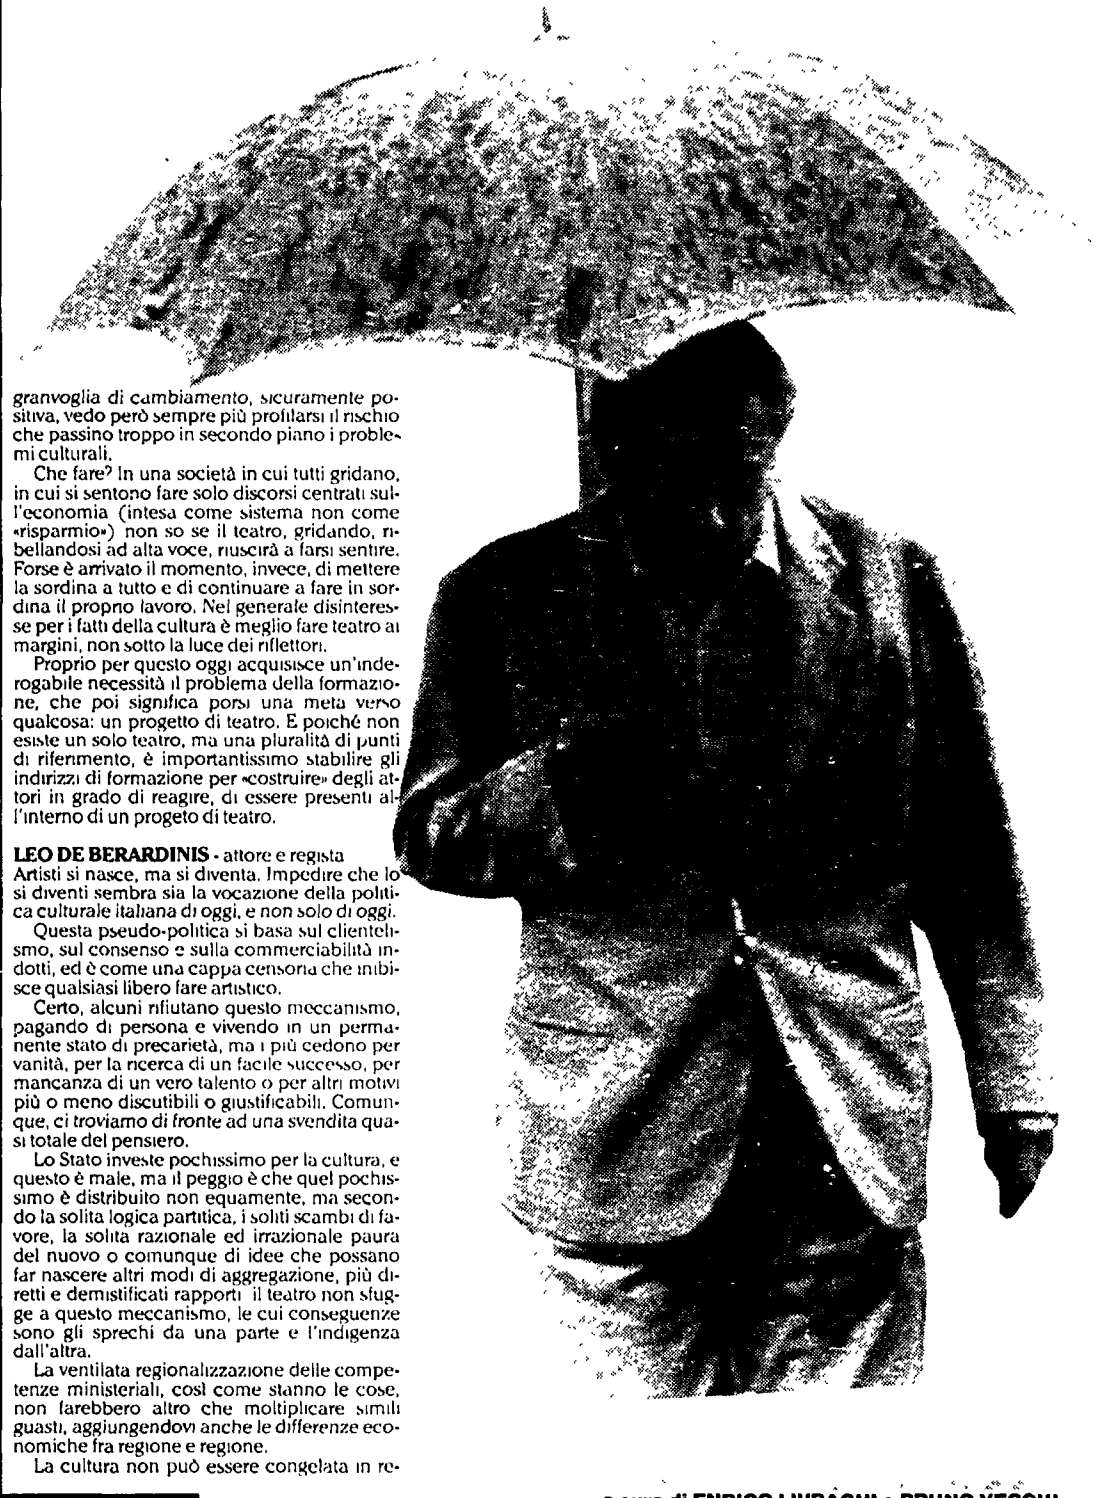 granvoglia di cambiamento, sicuramente po-
sitiva, vedo però sempre più profilarsi il rischio
che passino troppo in secondo piano i proble-
mi culturali.
Che fare? In una società in cui tutti gridano,
in cui si sentono fare solo discorsi centrati sul-
l'economia (intesa come sistema non come
«risparmio») non so se il teatro, gridando, ri-
bellandosi ad alta voce, riuscirà a farsi sentire.
Forse è arrivato il momento, invece, di mettere
la sordina a tutto e di continuare a fare in sor-
dina il proprio lavoro. Nel generale disinteres-
se per i fatti della cultura è meglio fare teatro ai
margini, non sotto la luce dei riflettori.
Proprio per questo oggi acquisisce un'inde-
rogabile necessità il problema della formazio-
ne, che poi significa porsi una meta verso
qualcosa: un progetto di teatro. E poiché non
esiste un solo teatro, ma una pluralità di punti
di riferimento, è importantissimo stabilire gli
indirizzi di formazione per «costruire» degli at-
tori in grado di reagire, di essere presenti al-
l'interno di un progeto di teatro.
LEO DE BERARDINIS - attore e regista
Artisti si nasce, ma si diventa. Impedire che lo
si diventi sembra sia la vocazione della politi-
ca culturale italiana di oggi, e non solo di oggi.
Questa pseudo-politica si basa sul clienteli-
smo, sul consenso e sulla commerciabilità in-
dotti, ed è come una cappa censoria che inibi-
sce qualsiasi libero fare artistico.
Certo, alcuni rifiutano questo meccanismo,
pagando di persona e vivendo in un perma-
nente stato di precarietà, ma i più cedono per
vanità, per la ricerca di un facile successo, per
mancanza di un vero talento o per altri motivi
più o meno discutibili o giustificabili. Comun-
que, ci troviamo di fronte ad una svendita qua-
si totale del pensiero.
Lo Stato investe pochissimo per la cultura, e
questo è male, ma il peggio è che quel pochis-
simo è distribuito non equamente, ma secon-
do la solita logica partitica, i soliti scambi di fa-
vore, la solita razionale ed irrazionale paura
del nuovo o comunque di idee che possano
far nascere altri modi di aggregazione, più di-
retti e demistificati rapporti il teatro non sfug-
ge a questo meccanismo, le cui conseguenze
sono gli sprechi da una parte e l'indigenza
dall'altra.
La ventilata regionalizzazione delle compe-
tenze ministeriali, così come stanno le cose,
non farebbero altro che moltiplicare simili
guasti, aggiungendovi anche le differenze eco-
nomiche fra regione e regione.
La cultura non può essere congelata in re-